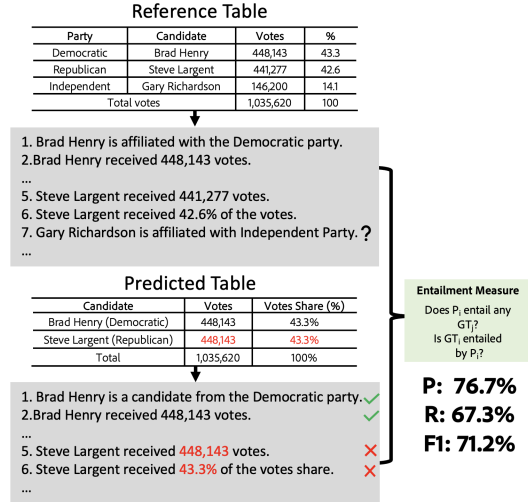 Reference Table
Party Candidate Votes %
Democratic Brad Henry 448,143 43.3
Republican Steve Largent 441,277 42.6
Independent Gary Richardson 146,200 14.1
Total votes 1,035,620 100
1. Brad Henry is affiliated with the Democratic party.
2.Brad Henry received 448,143 votes.
...
5. Steve Largent received 441,277 votes.
6. Steve Largent received 42.6% of the votes.
7. Gary Richardson is affiliated with Independent Party. ?
...
Predicted Table
Candidate Votes Votes Share (%)
Brad Henry (Democratic) 448,143 43.3%
Steve Largent (Republican) 448,143 43.3%
Total 1,035,620 100%
1. Brad Henry is a candidate from the Democratic party.
2.Brad Henry received 448,143 votes.
...
5. Steve Largent received 448,143 votes.
6. Steve Largent received 43.3% of the votes share.
...
Entailment Measure
Does Pi entail any
GTj?
Is GTi entailed
by Pi?
P: 76.7%
R: 67.3%
F1: 71.2%